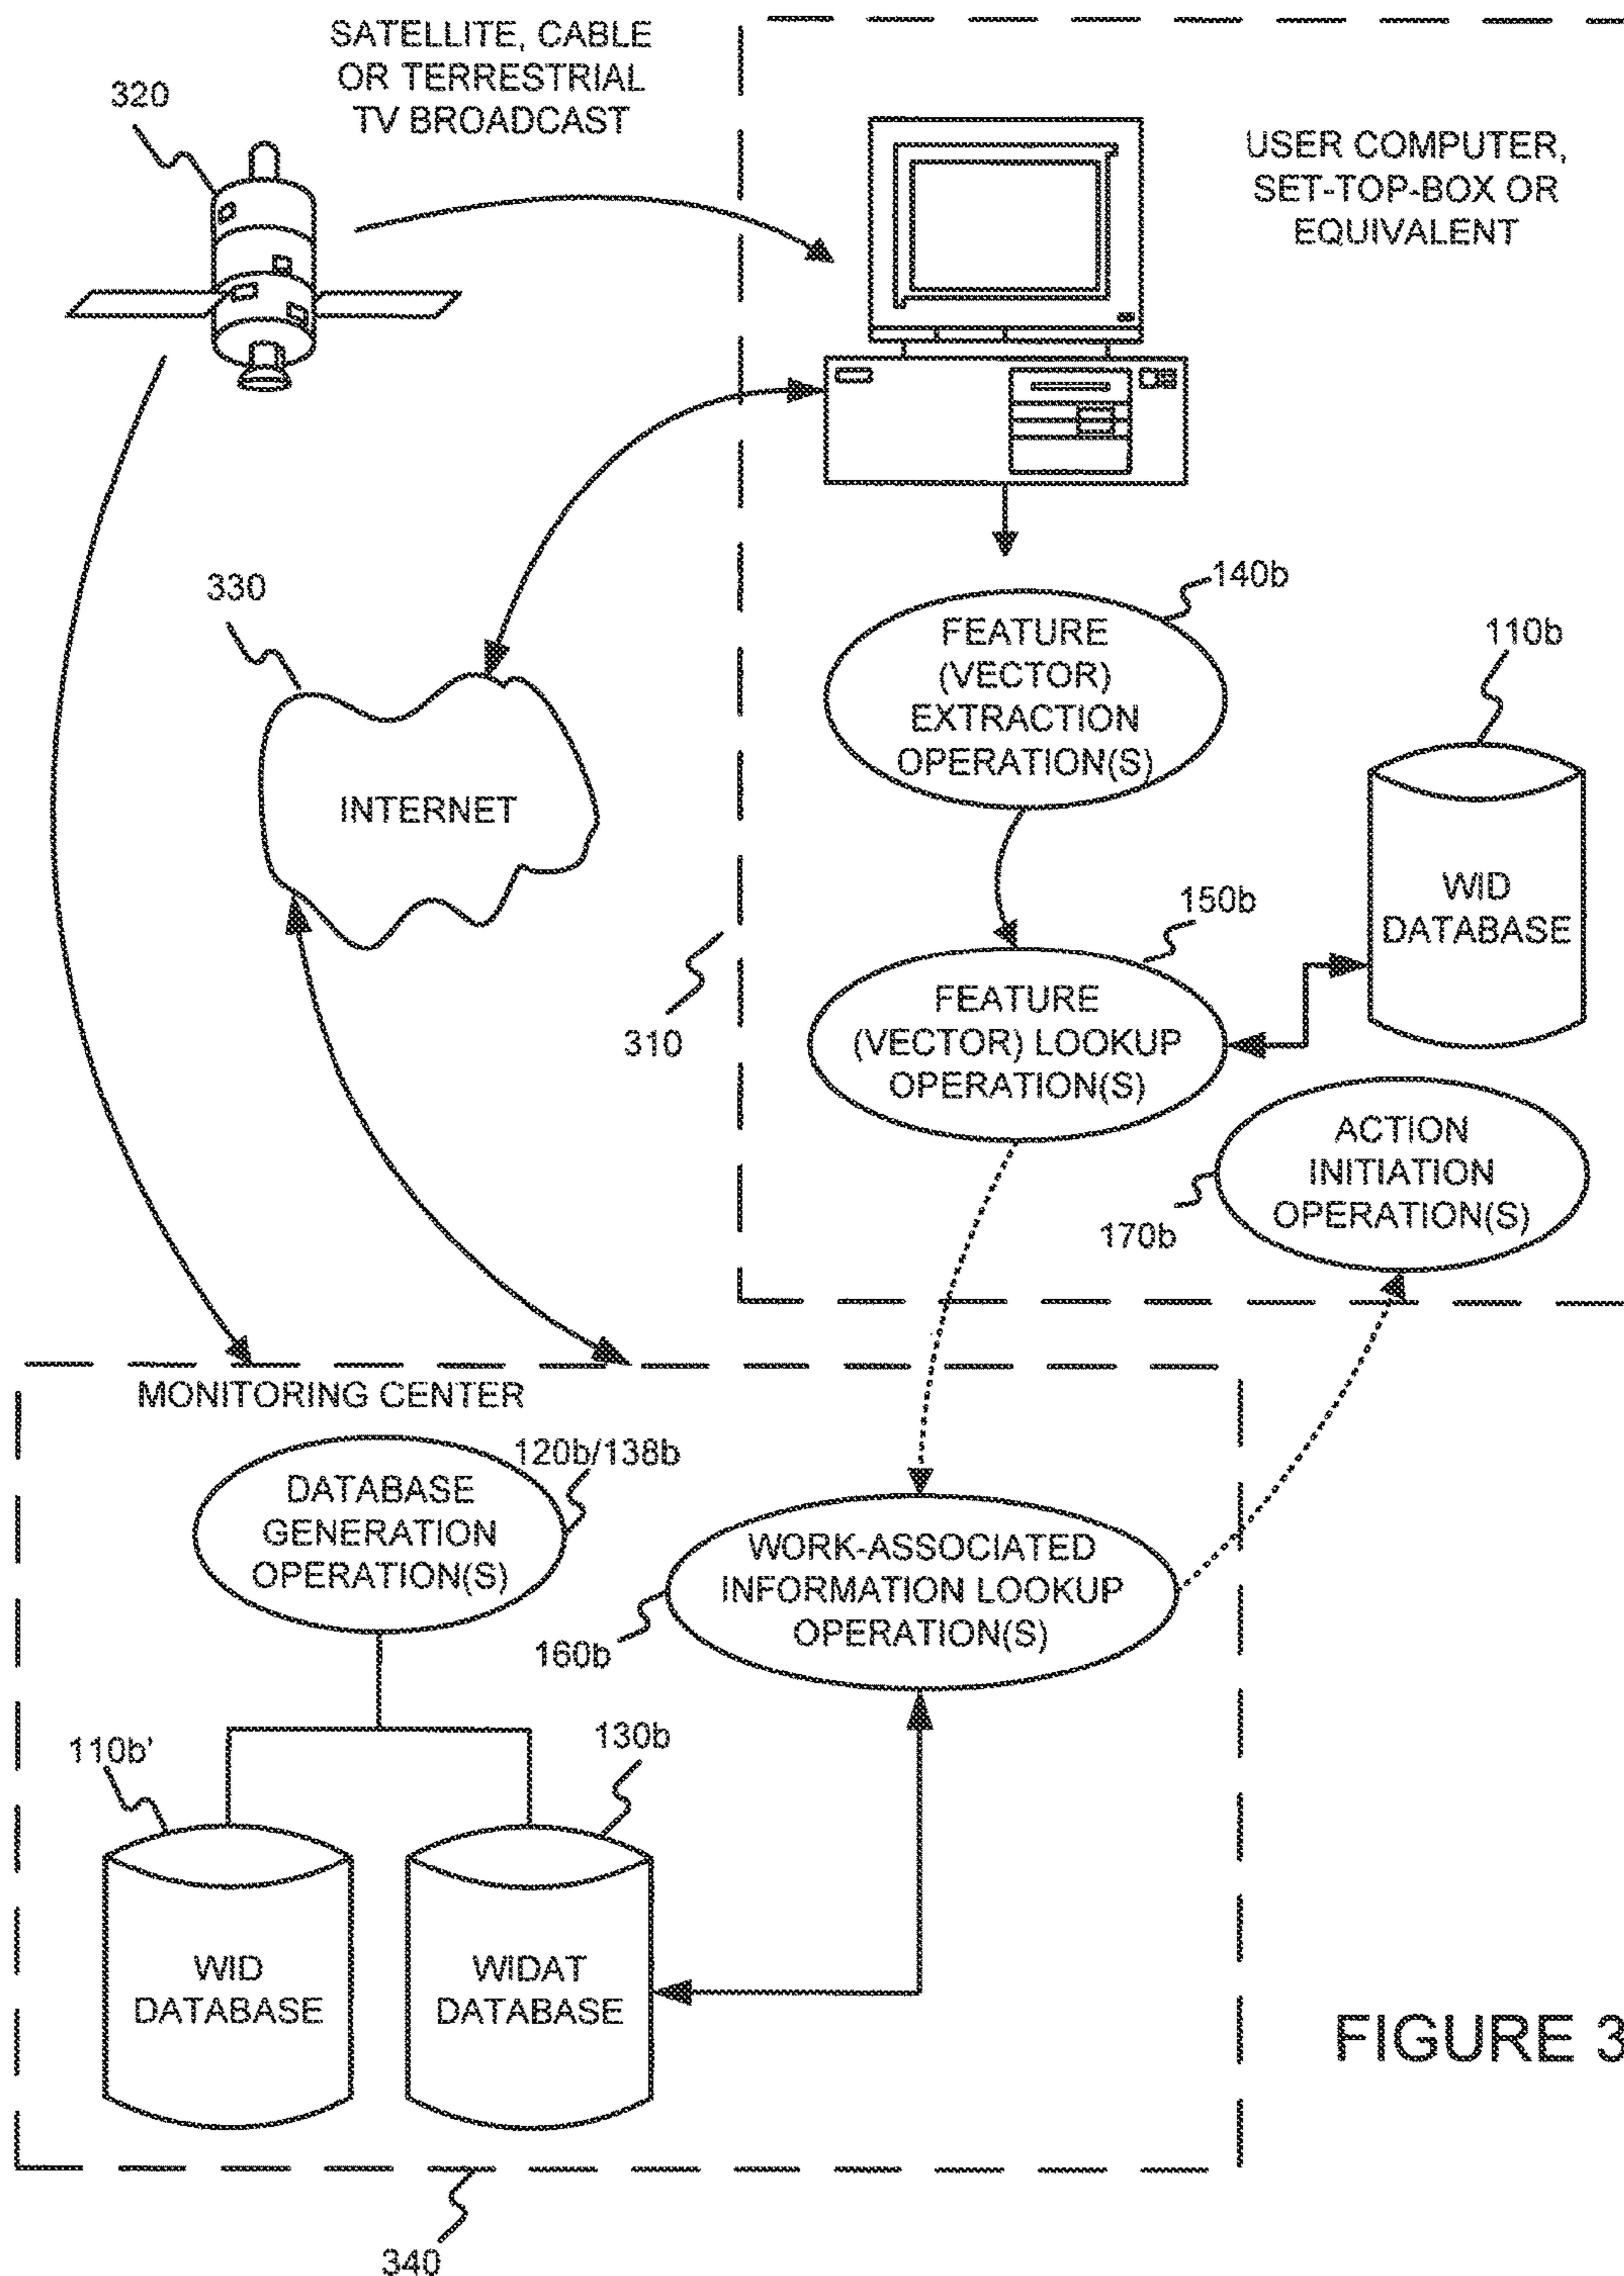 SATELLITE, CABLE
OR TERRESTRIAL
TV BROADCAST
320
USER COMPUTER,
SET-TOP-BOX OR
EQUIVALENT
330
INTERNET
140b
FEATURE
(VECTOR)
EXTRACTION
OPERATION(S)
110b
WID
DATABASE
150b
FEATURE
(VECTOR) LOOKUP
OPERATION(S)
310
ACTION
INITIATION
OPERATION(S)
170b
MONITORING CENTER
120b/138b
DATABASE
GENERATION
OPERATION(S)
WORK-ASSOCIATED
INFORMATION LOOKUP
OPERATION(S)
160b
110b'
130b
WID
DATABASE
WIDAT
DATABASE
FIGURE 3
340